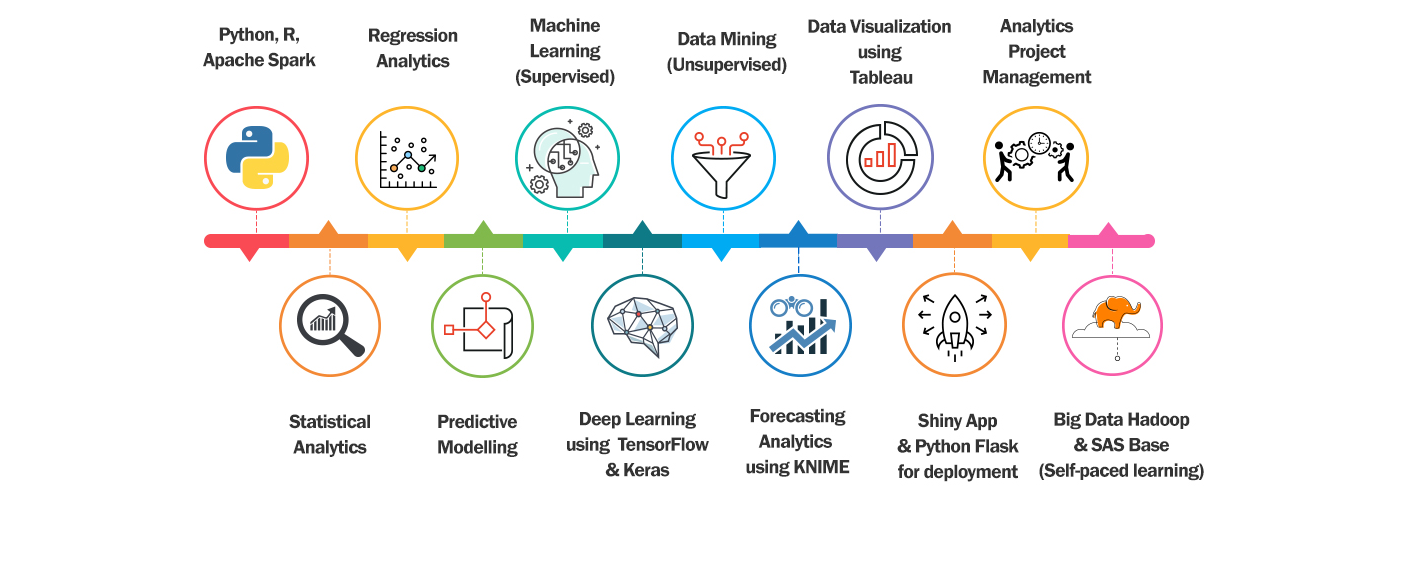 Python, R,
Apache Spark
Regression
Analytics
Machine
Learning
(Supervised)
Data Mining
(Unsupervised)
Data Visualization
using
Tableau
Analytics
Project
Management
Statistical
Analytics
Predictive
Modelling
Deep Learning
using TensorFlow
& Keras
Forecasting
Analytics
using KNIME
Shiny App
& Python Flask
for deployment
Big Data Hadoop
& SAS Base
(Self-paced learning)